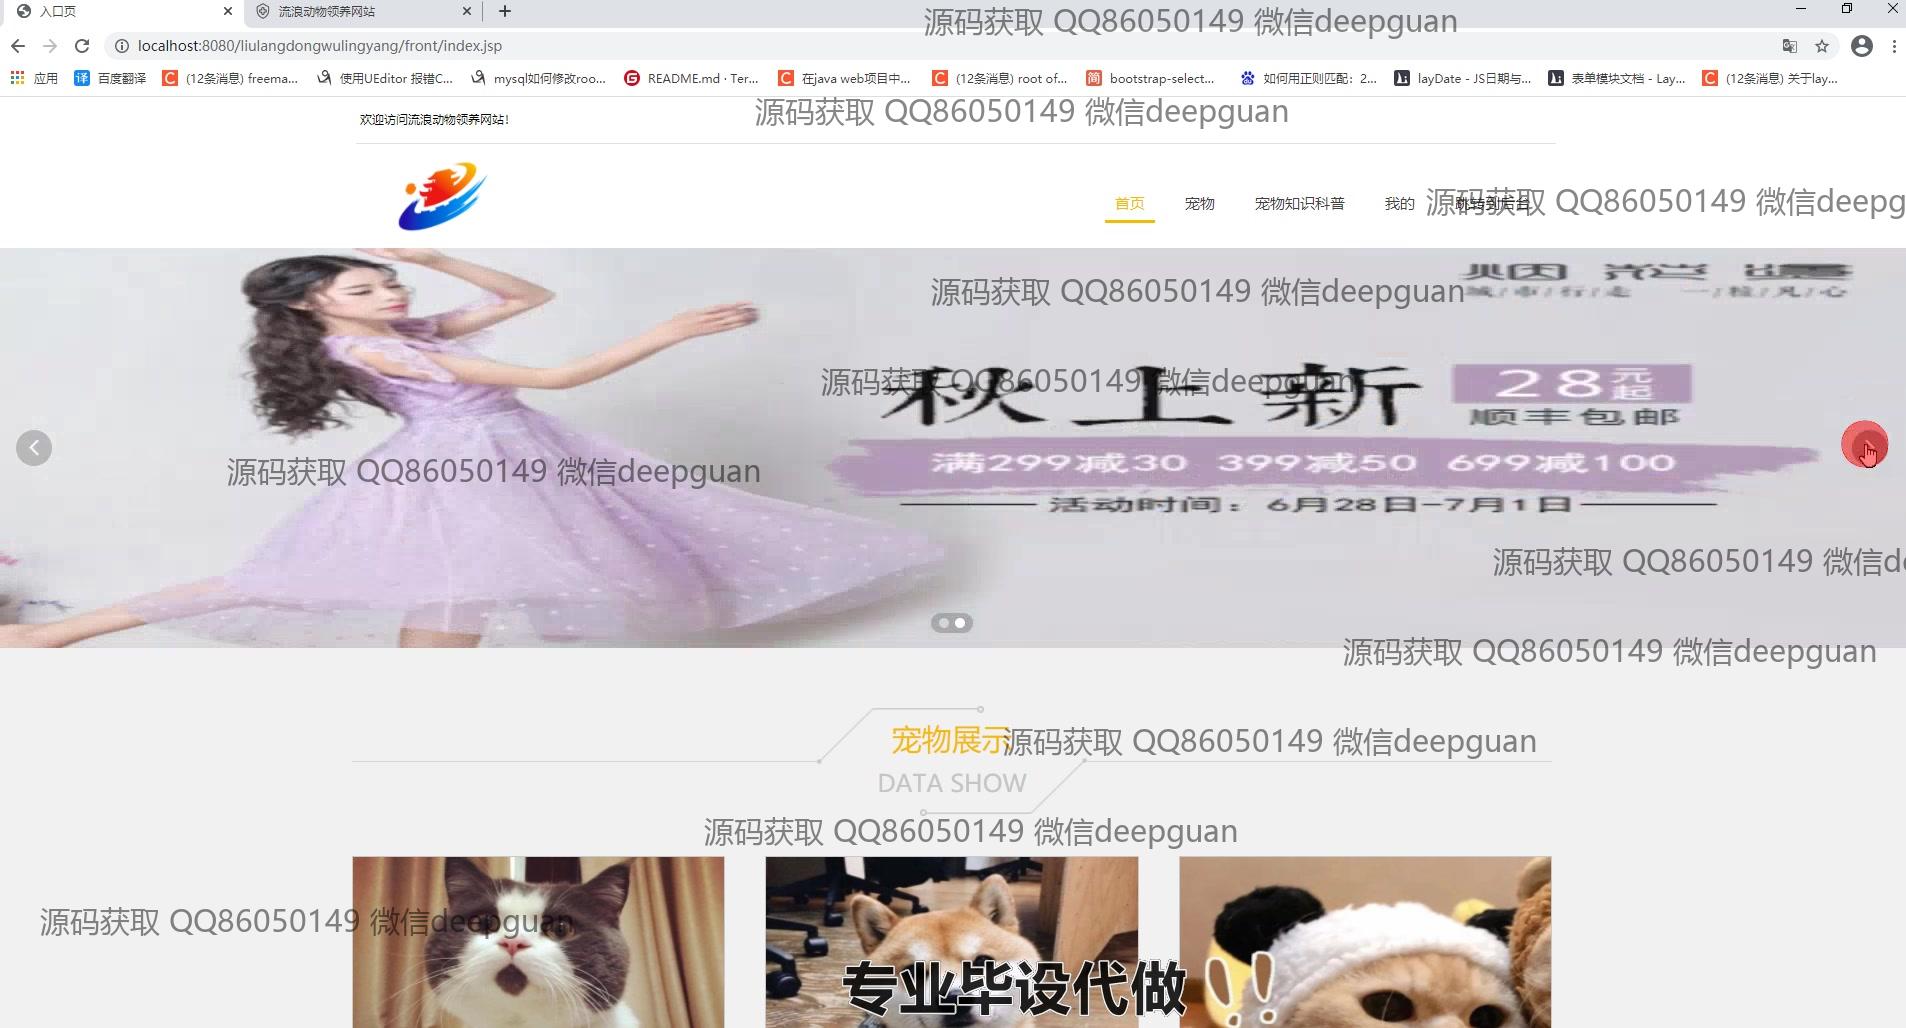 入口页
流浪动物领养网站
源码获取 QQ86050149 微信deepguan
localhost:8080/liulangdongwulingyang/front/index.jsp
应用
百度翻译
(12条消息) freema...
使用UEditor 报错C...
mysql如何修改roo...
README.md · Ter...
在java web项目中...
(12条消息) root of...
bootstrap-select...
如何用正则匹配：2...
layDate - JS日期与...
表单模块文档 - Lay...
(12条消息) 关于lay...
源码获取 QQ86050149 微信deepguan
欢迎访问流浪动物领养网站!
首页
宠物
宠物知识科普
我的
跳转到后台
源码获取 QQ86050149 微信deepg
源码获取 QQ86050149 微信deepguan
源码获取 QQ86050149 微信deepguan
秋上新
28元起
顺丰包邮
满299减30 399减50 699减100
源码获取 QQ86050149 微信deepguan
活动时间：6月28日-7月1日
源码获取 QQ86050149 微信de
源码获取 QQ86050149 微信deepguan
宠物展示
源码获取 QQ86050149 微信deepguan
DATA SHOW
源码获取 QQ86050149 微信deepguan
源码获取 QQ86050149 微信deepguan
专业毕设代做